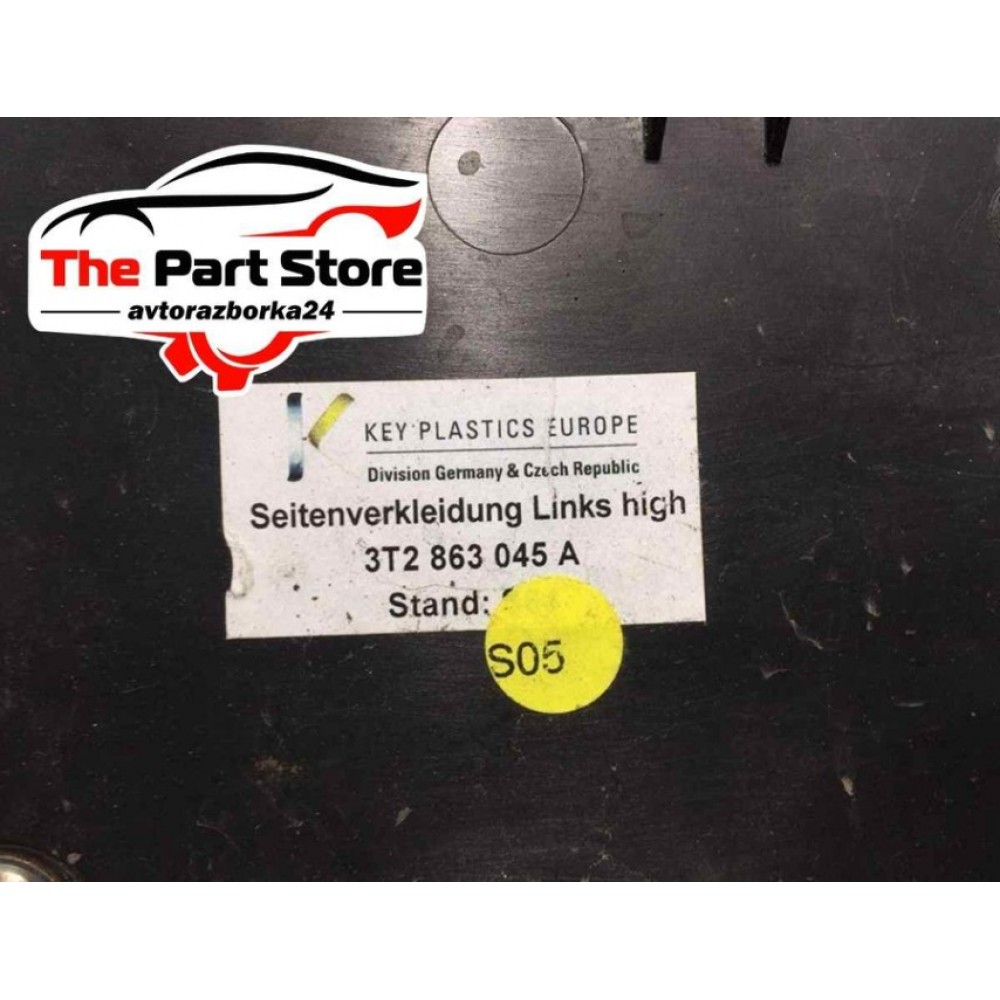 The Part Store
avtorazborka24
KEY PLASTICS EUROPE
Division Germany & Czech Republic
Seitenverkleidung Links high
3T2 863 045 A
Stand:
S05